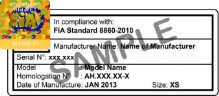 FIA
In compliance with:
FIA Standard 8860-2010
Manufacturer Name: Name of Manufacturer
Serial N°: xxx.xxx
Model : Model Name
Homologation N° : AH.XXX.XX-X
Date of Manufacture: JAN 2013 Size: XS
SAMPLE